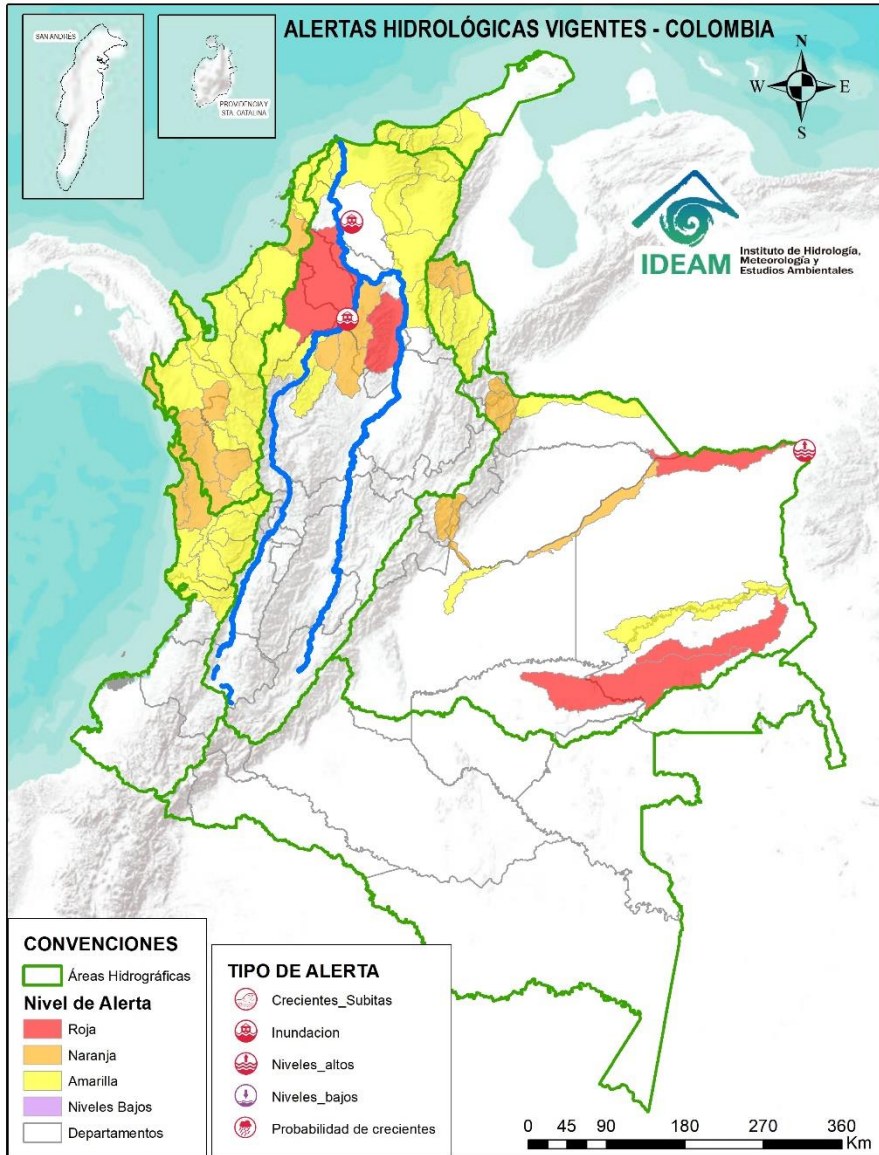 ALERTAS HIDROLÓGICAS VIGENTES - COLOMBIA
SAN ANDRÉS
PROVIDENCIA Y
STA. CATALINA
N
W
E
S
IDEAM
Instituto de Hidrología,
Meteorología y
Estudios Ambientales
CONVENCIONES
Áreas Hidrográficas
Nivel de Alerta
Roja
Naranja
Amarilla
Niveles Bajos
Departamentos
TIPO DE ALERTA
Crecientes_Subitas
Inundacion
Niveles_altos
Niveles_bajos
Probabilidad de crecientes
0 45 90 180 270 360
Km